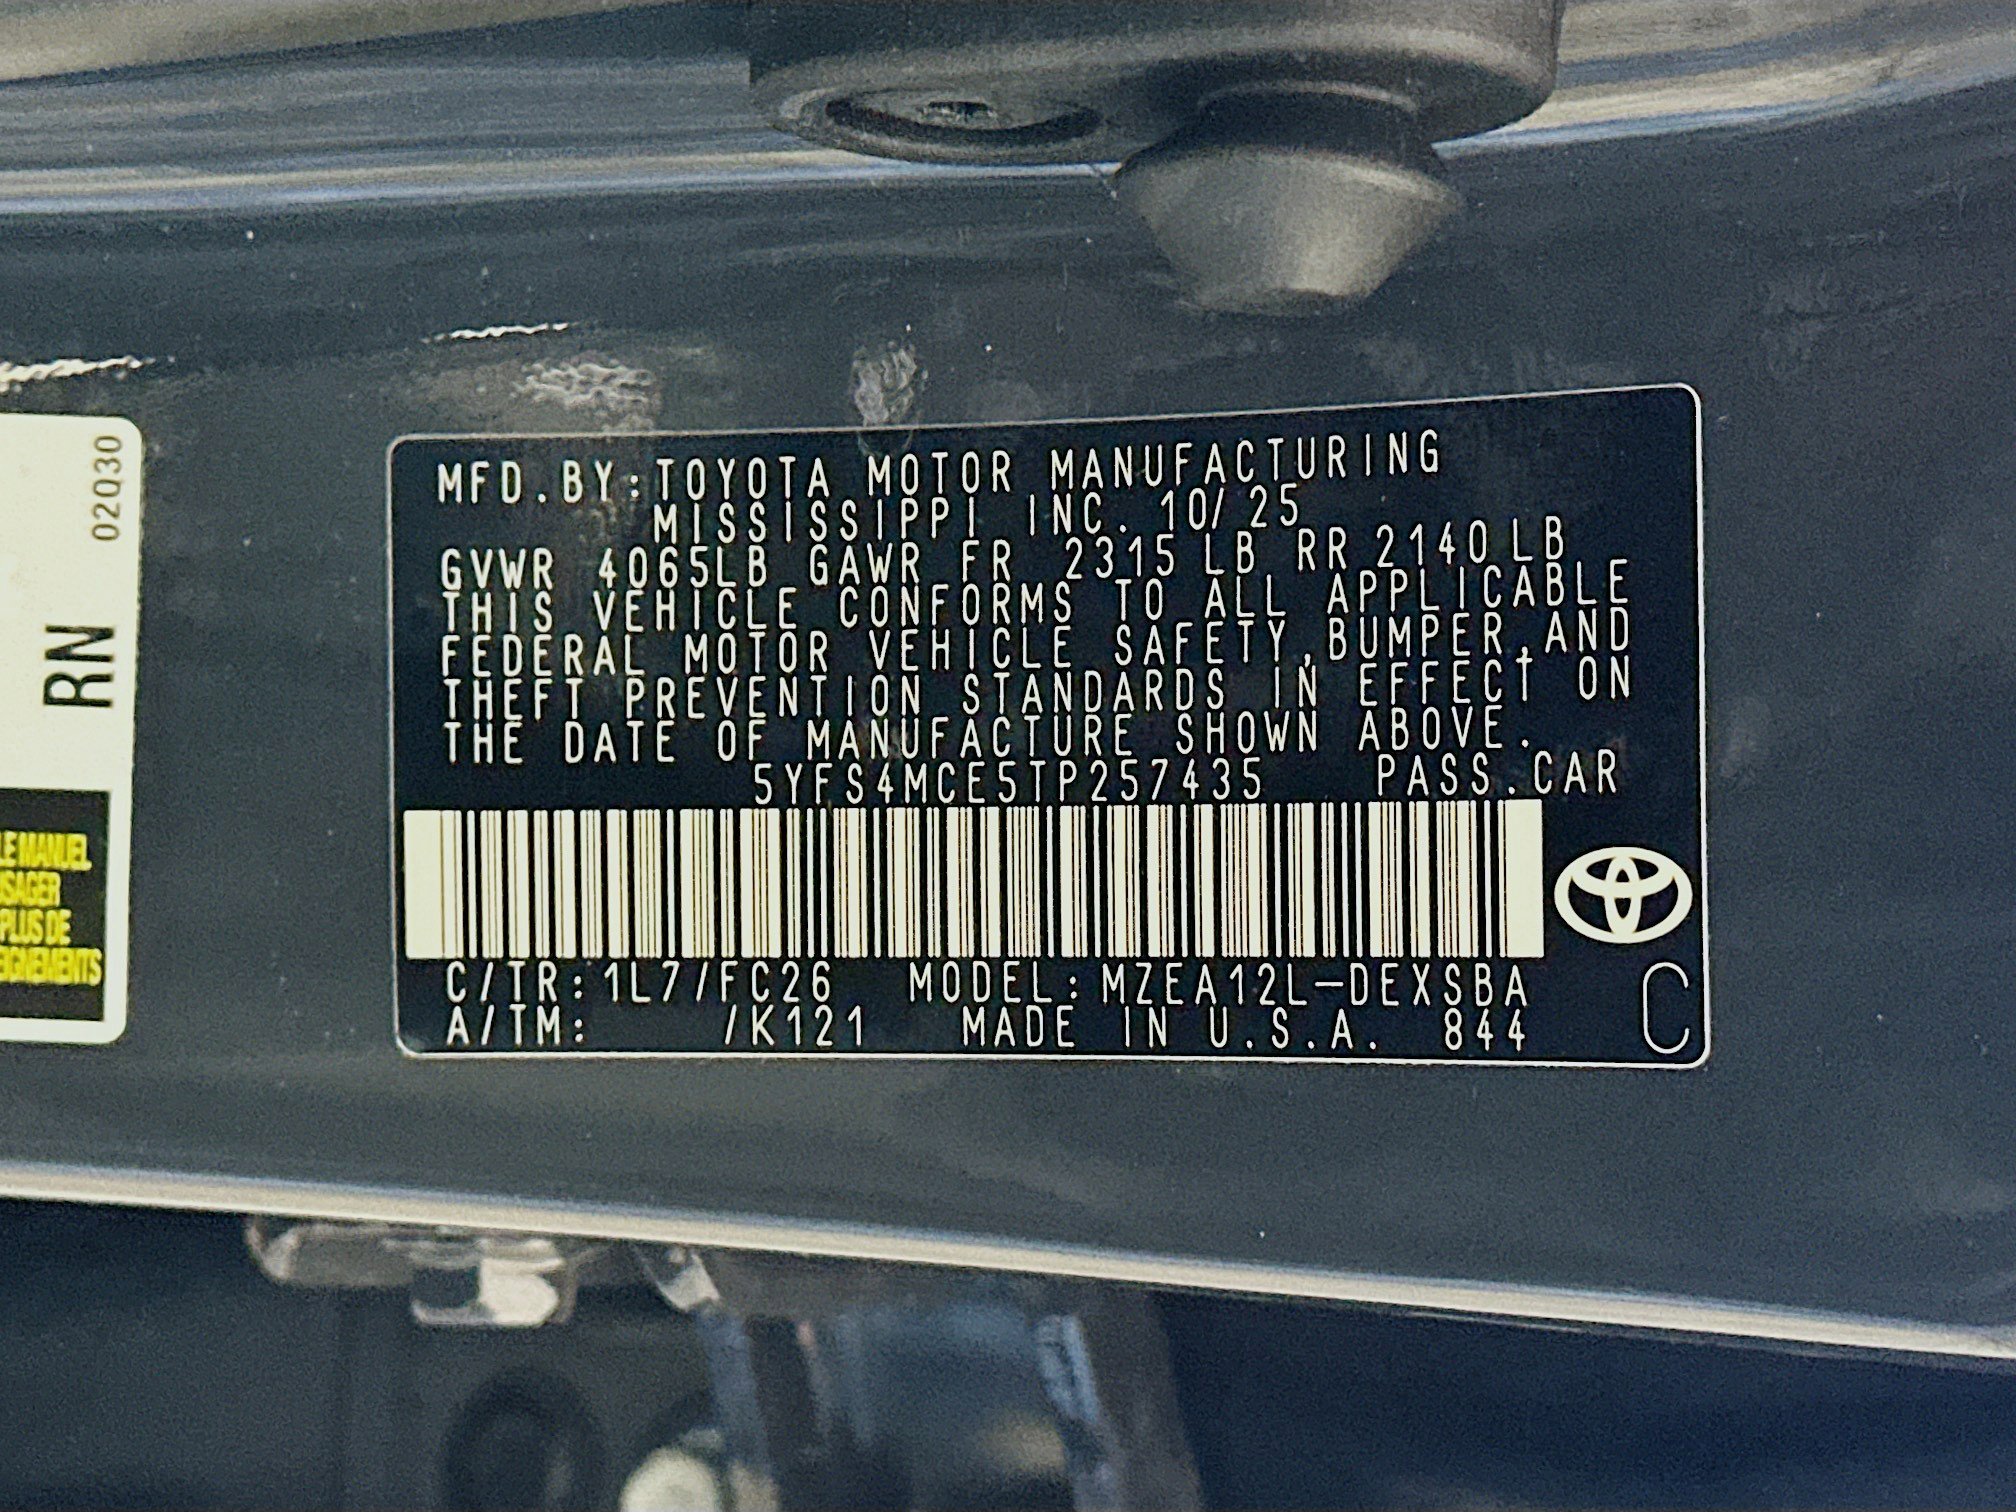 MFD.BY:TOYOTA MOTOR MANUFACTURING
MISSISSIPPI INC. 10/25
GVWR 4065LB GAWR FR 2315 LB RR 2140 LB
THIS VEHICLE CONFORMS TO ALL APPLICABLE
FEDERAL MOTOR VEHICLE SAFETY,BUMPER,AND
THEFT PREVENTION STANDARDS IN EFFECT ON
THE DATE OF MANUFACTURE SHOWN ABOVE.
5YFS4MCE5TP257435 PASS.CAR
C/TR:1L7/FC26 MODEL:MZEA12L-DEXSBA
A/TM: /K121 MADE IN U.S.A. 844
C
02030
RN
LE MANUEL
PLUS DE